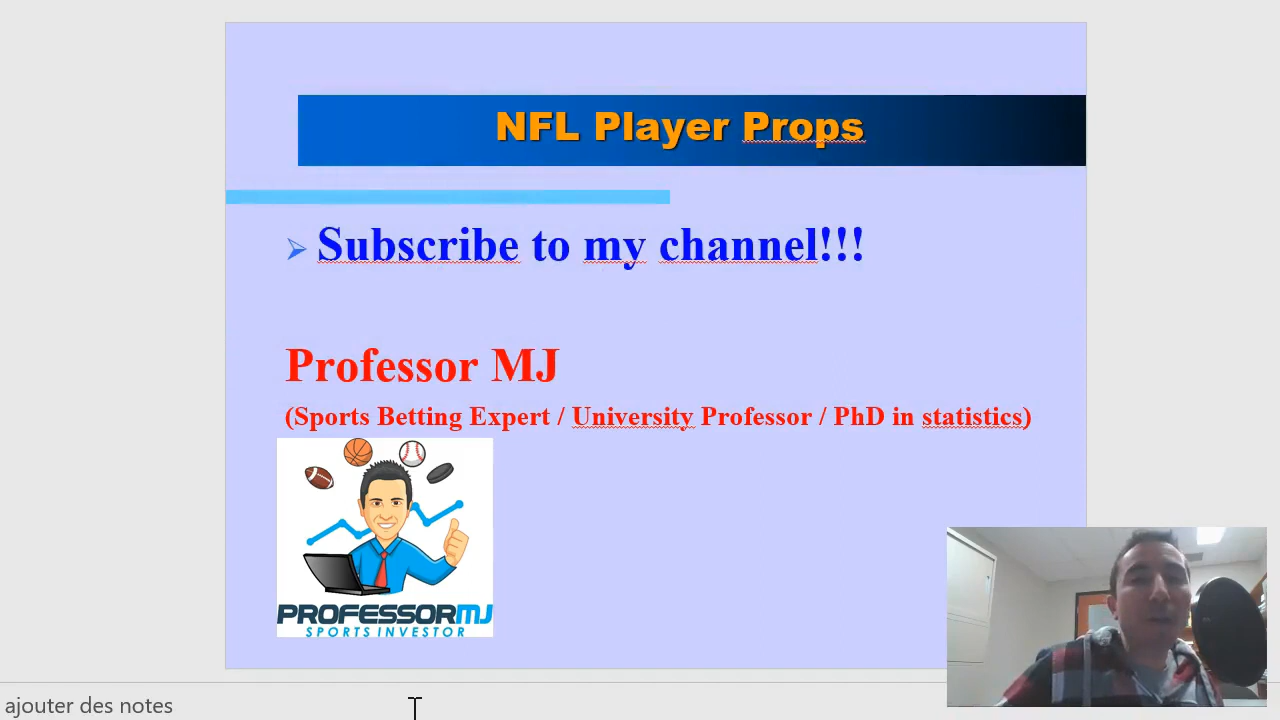 NFL Player Props
Subscribe to my channel!!!
Professor MJ
(Sports Betting Expert / University Professor / PhD in statistics)
PROFESSORMJ
SPORTS INVESTOR
ajouter des notes